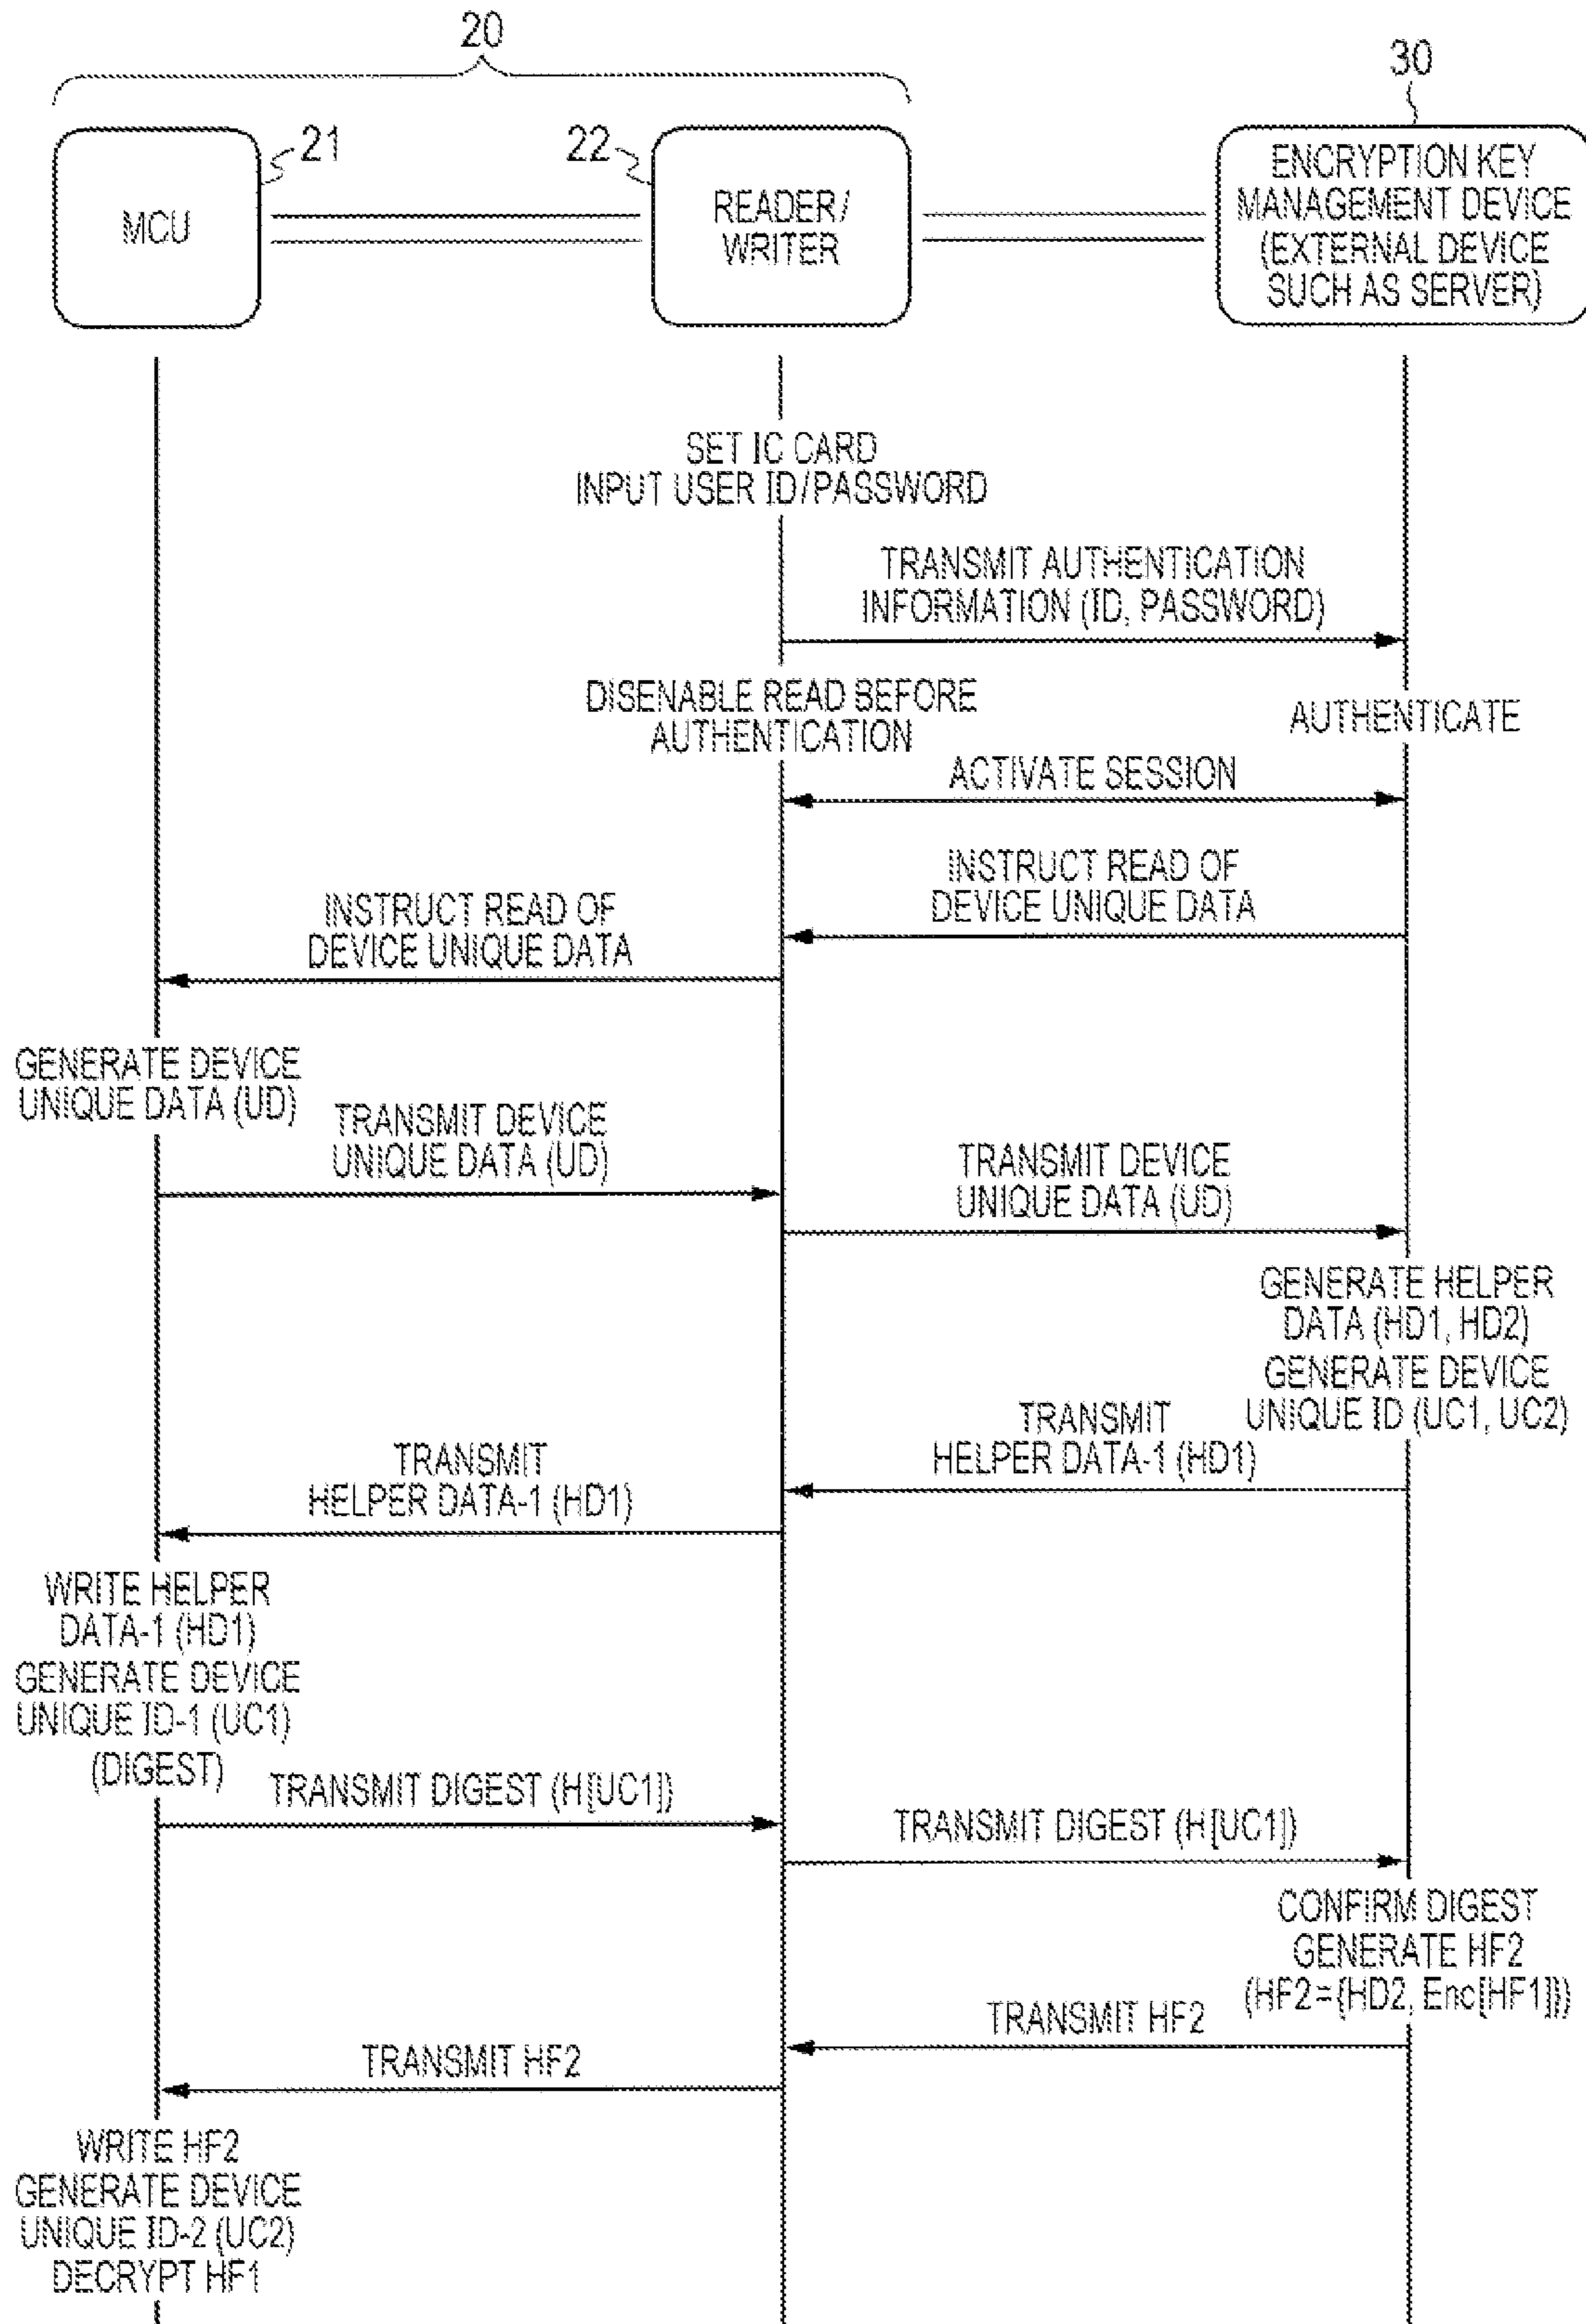 20
30
21
22
MCU
READER/
WRITER
ENCRYPTION KEY
MANAGEMENT DEVICE
(EXTERNAL DEVICE
SUCH AS SERVER)
SET IC CARD
INPUT USER ID/PASSWORD
TRANSMIT AUTHENTICATION
INFORMATION (ID, PASSWORD)
DISENABLE READ BEFORE
AUTHENTICATION
AUTHENTICATE
ACTIVATE SESSION
INSTRUCT READ OF
DEVICE UNIQUE DATA
INSTRUCT READ OF
DEVICE UNIQUE DATA
GENERATE DEVICE
UNIQUE DATA (UD)
TRANSMIT DEVICE
UNIQUE DATA (UD)
TRANSMIT DEVICE
UNIQUE DATA (UD)
GENERATE HELPER
DATA (HD1, HD2)
GENERATE DEVICE
UNIQUE ID (UC1, UC2)
TRANSMIT
HELPER DATA-1 (HD1)
TRANSMIT
HELPER DATA-1 (HD1)
WRITE HELPER
DATA-1 (HD1)
GENERATE DEVICE
UNIQUE ID-1 (UC1)
(DIGEST)
TRANSMIT DIGEST (H[UC1])
TRANSMIT DIGEST (H[UC1])
CONFIRM DIGEST
GENERATE HF2
(HF2={HD2, Enc[HF1]})
TRANSMIT HF2
TRANSMIT HF2
WRITE HF2
GENERATE DEVICE
UNIQUE ID-2 (UC2)
DECRYPT HF1